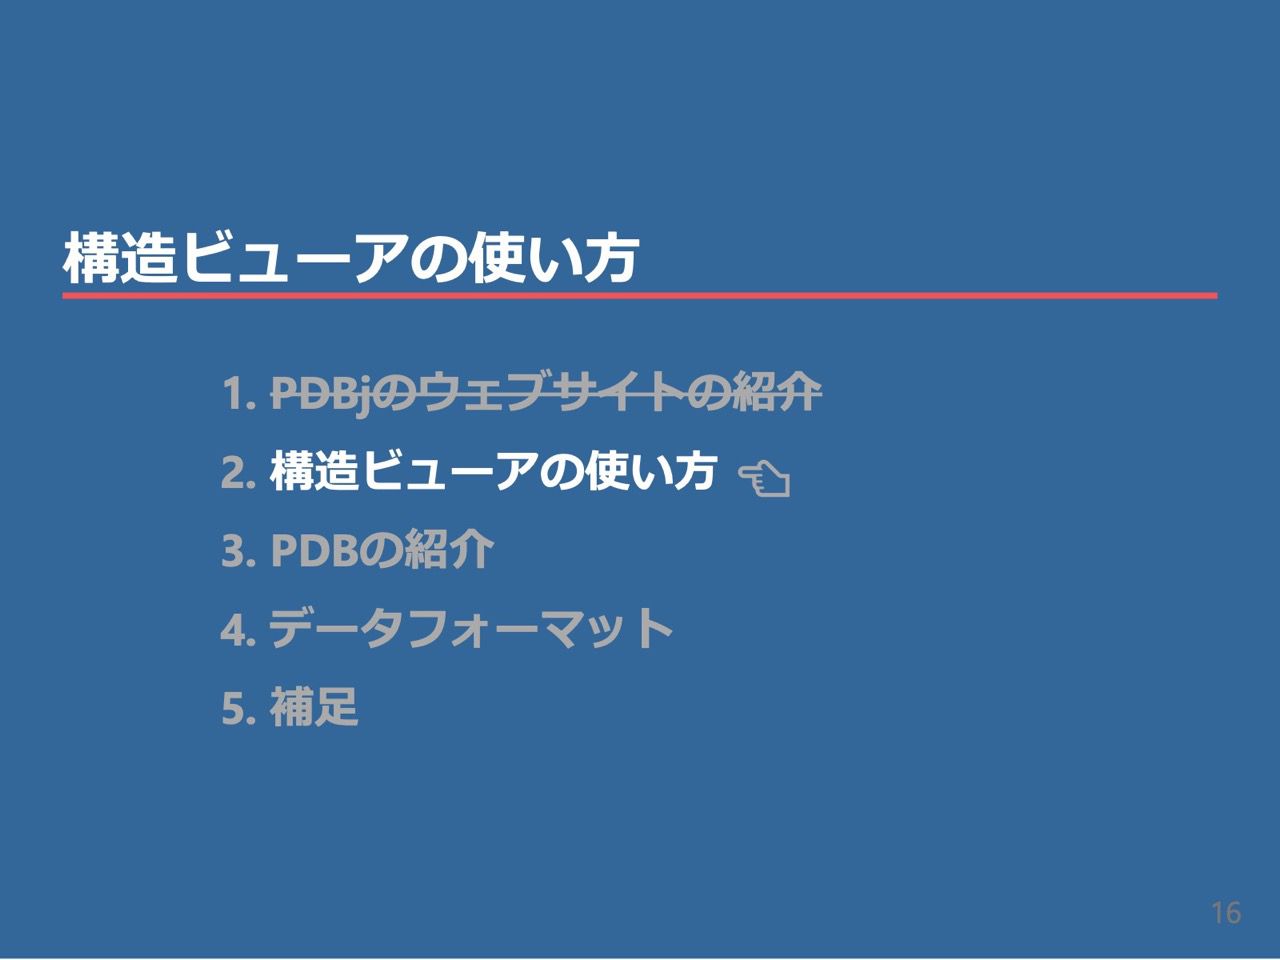 構造ビューアの使い方
1. PDBjのウェブサイトの紹介
2. 構造ビューアの使い方
3. PDBの紹介
4. データフォーマット
5. 補足
16